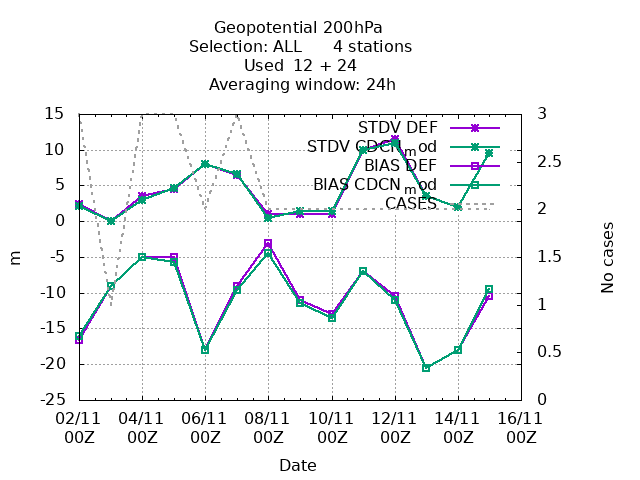 Geopotential 200hPa
Selection: ALL 4 stations
Used 12 + 24
Averaging window: 24h
15
10
5
0
-5
-10
-15
-20
-25
m
3
2.5
2
1.5
1
0.5
0
No cases
STDV DEF
STDV CDCN_mod
BIAS DEF
BIAS CDCN_mod
CASES
02/11 04/11 06/11 08/11 10/11 12/11 14/11 16/11
00Z 00Z 00Z 00Z 00Z 00Z 00Z 00Z
Date